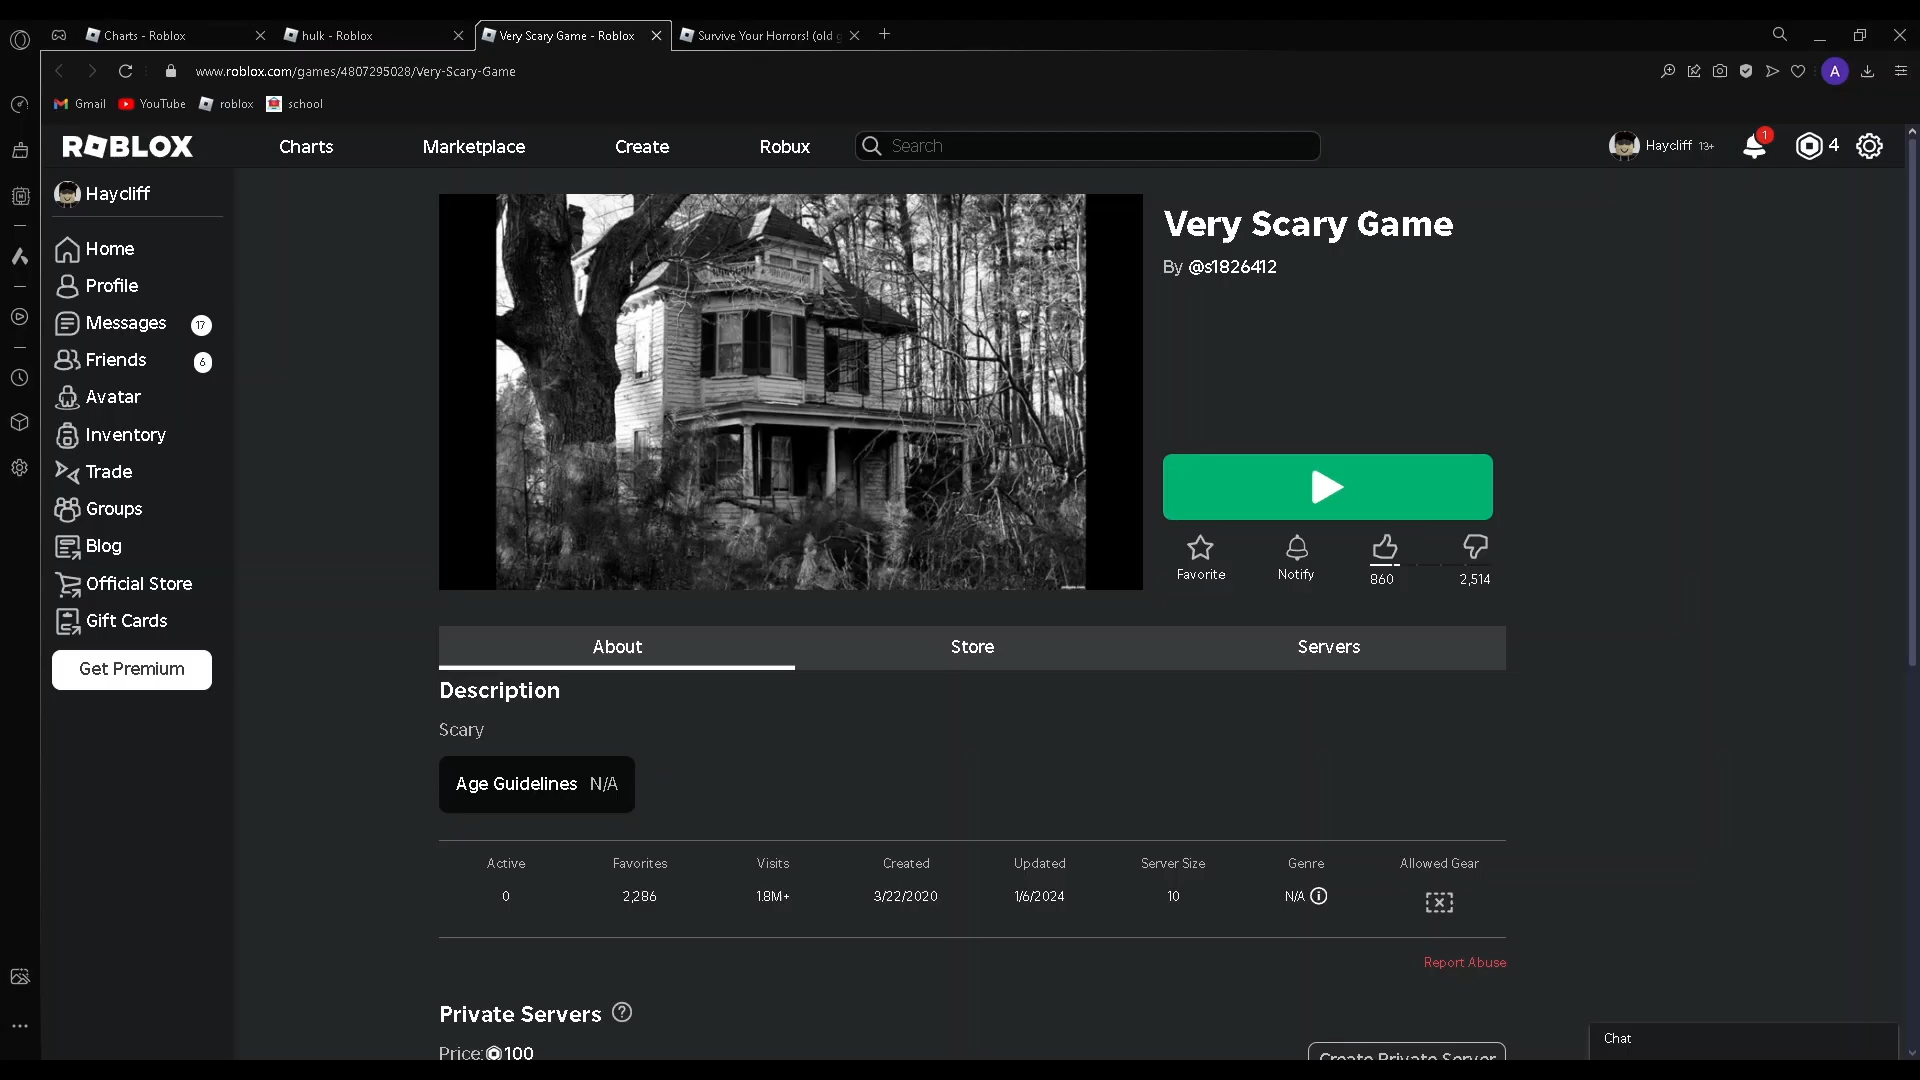 Charts - Roblox
hulk - Roblox
Very Scary Game - Roblox
Survive Your Horrors! (old g
www.roblox.com/games/4807295028/Very-Scary-Game
A
Gmail
YouTube
roblox
school
ROBLOX
Charts
Marketplace
Create
Robux
Search
Haycliff 13+
1
4
Haycliff
Home
Profile
Messages 17
Friends 6
Avatar
Inventory
Trade
Groups
Blog
Official Store
Gift Cards
Get Premium
Very Scary Game
By @s1826412
Favorite
Notify
860
2,514
About
Store
Servers
Description
Scary
Age Guidelines N/A
Active Favorites Visits Created Updated Server Size Genre Allowed Gear
0 2,286 1.8M+ 3/22/2020 1/6/2024 10 N/A
Report Abuse
Private Servers
Price: 100
Create Private Server
Chat